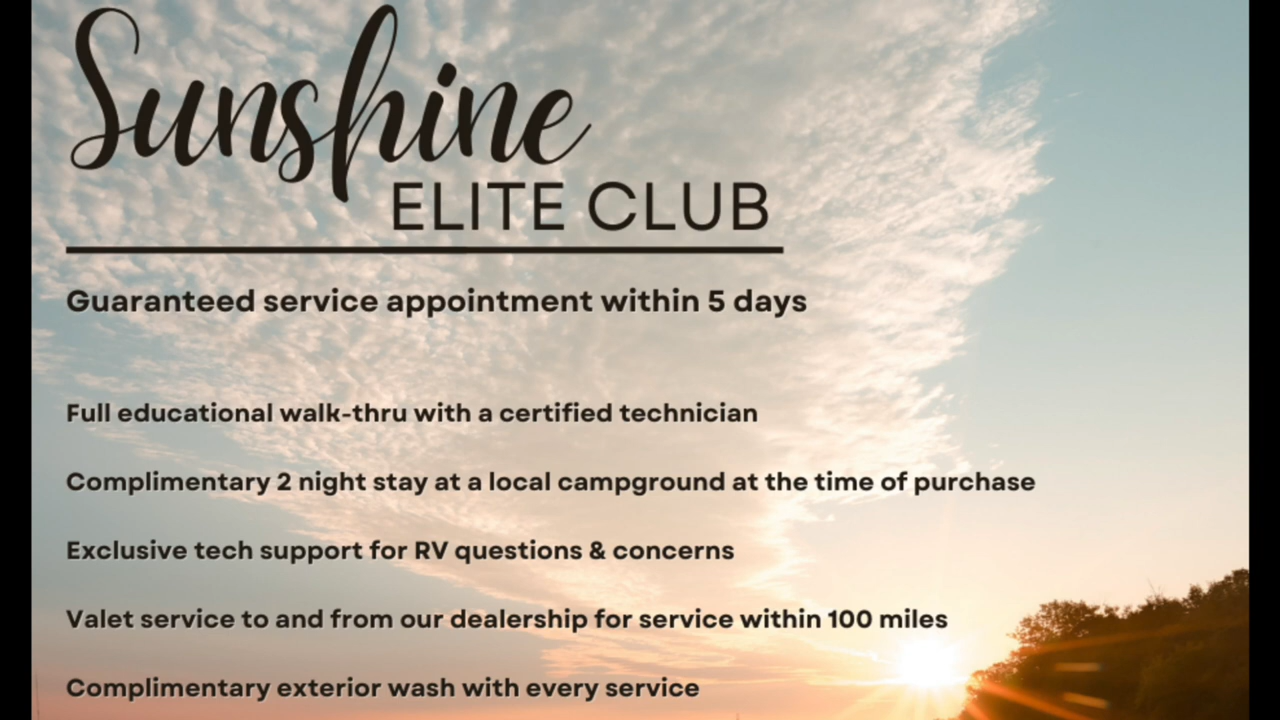 Sunshine
ELITE CLUB
Guaranteed service appointment within 5 days
Full educational walk-thru with a certified technician
Complimentary 2 night stay at a local campground at the time of purchase
Exclusive tech support for RV questions & concerns
Valet service to and from our dealership for service within 100 miles
Complimentary exterior wash with every service